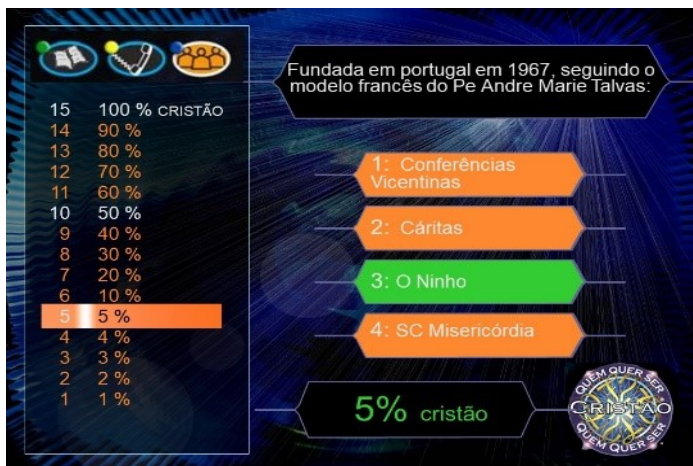 15 100 % CRISTÃO
14 90 %
13 80 %
12 70 %
11 60 %
10 50 %
9 40 %
8 30 %
7 20 %
6 10 %
5 5 %
4 4 %
3 3 %
2 2 %
1 1 %
Fundada em portugal em 1967, seguindo o
modelo francês do Pe Andre Marie Talvas:
1: Conferências
Vicentinas
2: Cáritas
3: O Ninho
4: SC Misericórdia
5% cristão
QUEM QUER SER
CRISTÃO
QUEM QUER SER